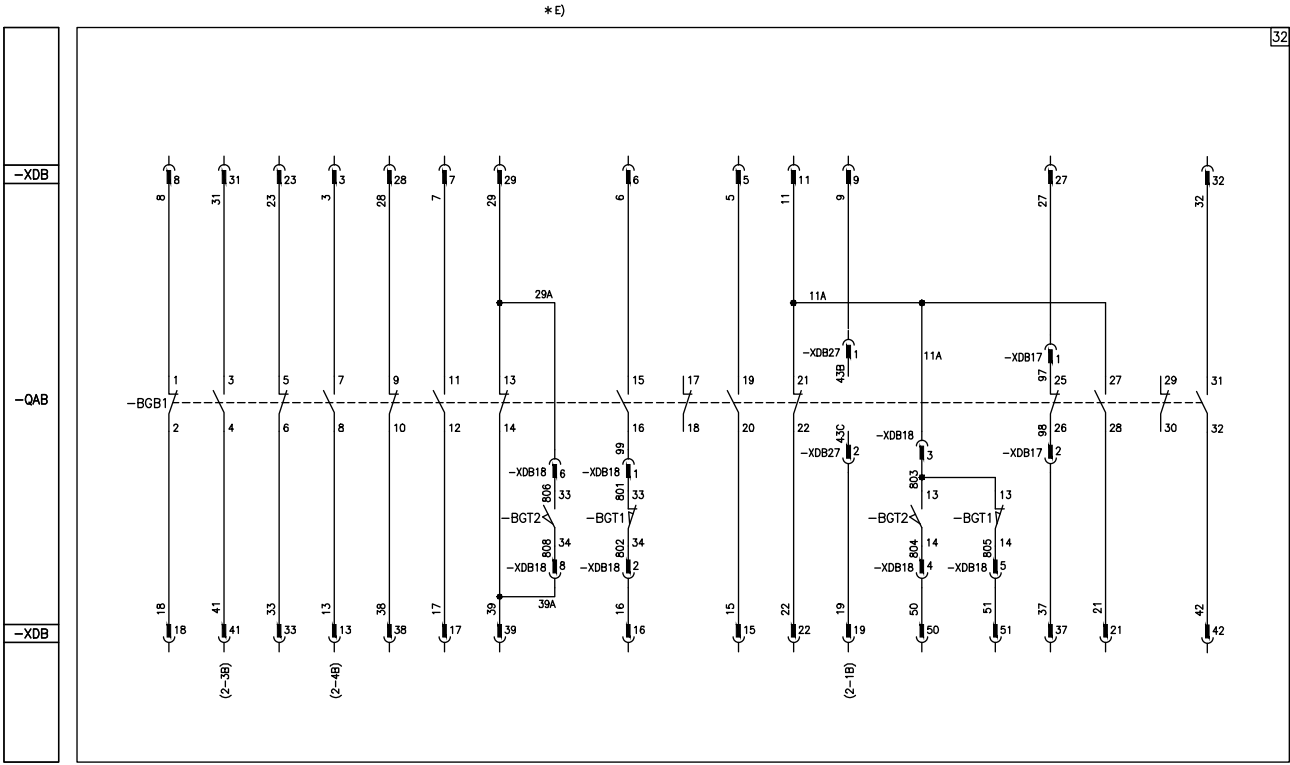 *E)
32
-XDB
8 31 23 3 28 7 29 6 5 11 9 27 32
8 31 23 3 28 7 29 6 5 11 9 27 32
29A 11A
-XDB27 1 11A -XDB17 1
43B 97
1 3 5 7 9 11 13 15 17 19 21 25 27 29 31
-QAB
-BGB1
2 4 6 8 10 12 14 16 18 20 22 26 28 30 32
43C 98
-XDB18 3
99 -XDB27 2 -XDB17 2
-XDB18 6 -XDB18 1
803
806 33 801 33 13 13
-BGT2 -BGT1 -BGT2 -BGT1
808 34 802 34 804 14 805 14
-XDB18 8 -XDB18 2 -XDB18 4 -XDB18 5
39A
18 41 33 13 38 17 39 16 15 22 19 50 51 37 21 42
-XDB
18 41 33 13 38 17 39 16 15 22 19 50 51 37 21 42
(2-3B) (2-4B) (2-1B)